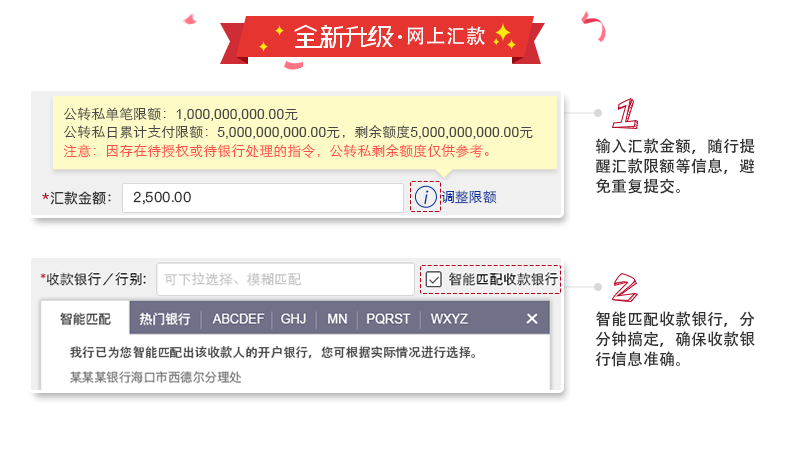 全新升级·网上汇款
公转私单笔限额：1,000,000,000.00元
公转私日累计支付限额：5,000,000,000.00元，剩余额度5,000,000,000.00元
注意：因存在待授权或待银行处理的指令，公转私剩余额度仅供参考。
*汇款金额： 2,500.00 i 调整限额
1
输入汇款金额，随行提
醒汇款限额等信息，避
免重复提交。
*收款银行／行别: 可下拉选择、模糊匹配 智能匹配收款银行
智能匹配 热门银行 ABCDEF GHJ MN PQRST WXYZ ×
我行已为您智能匹配出该收款人的开户银行，您可根据实际情况进行选择。
某某某银行海口市西德尔分理处
2
智能匹配收款银行，分
分钟搞定，确保收款银
行信息准确。